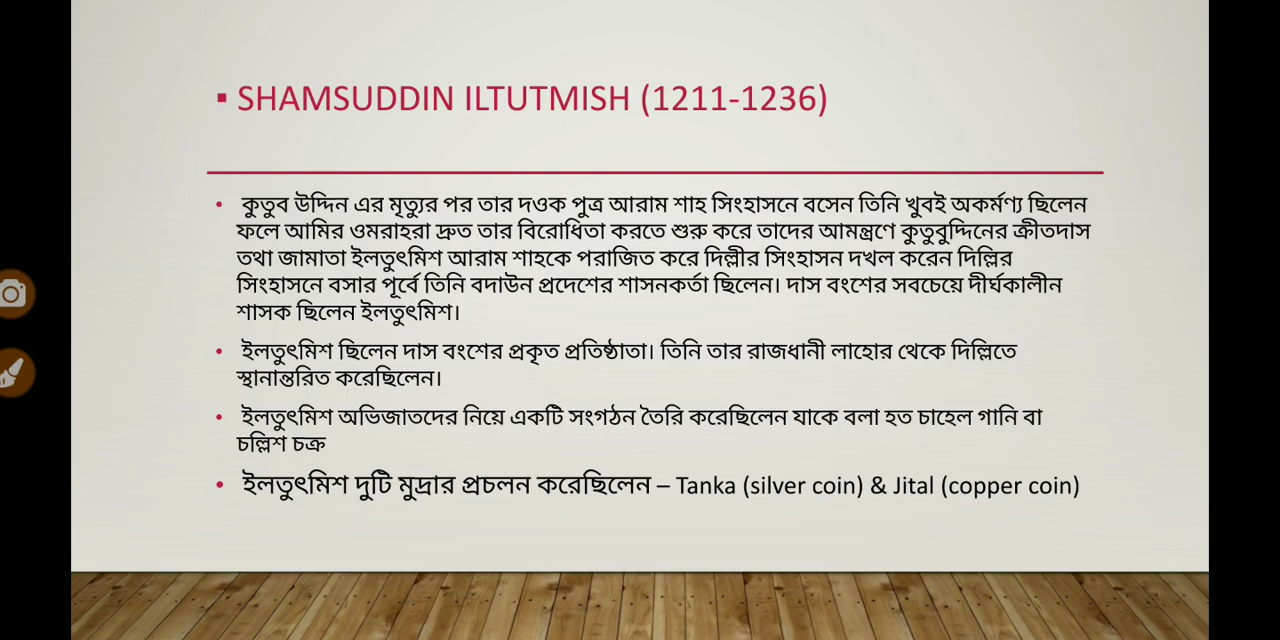 ▪ SHAMSUDDIN ILTUTMISH (1211-1236)
• কুতুব উদ্দিন এর মৃত্যুর পর তার দওক পুত্র আরাম শাহ সিংহাসনে বসেন তিনি খুবই অকর্মণ্য ছিলেন
ফলে আমির ওমরাহরা দ্রুত তার বিরোধিতা করতে শুরু করে তাদের আমন্ত্রণে কুতুবুদ্দিনের ক্রীতদাস
তথা জামাতা ইলতুৎমিশ আরাম শাহকে পরাজিত করে দিল্লীর সিংহাসন দখল করেন দিল্লির
সিংহাসনে বসার পূর্বে তিনি বদাউন প্রদেশের শাসনকর্তা ছিলেন। দাস বংশের সবচেয়ে দীর্ঘকালীন
শাসক ছিলেন ইলতুৎমিশ।
• ইলতুৎমিশ ছিলেন দাস বংশের প্রকৃত প্রতিষ্ঠাতা। তিনি তার রাজধানী লাহোর থেকে দিল্লিতে
স্থানান্তরিত করেছিলেন।
• ইলতুৎমিশ অভিজাতদের নিয়ে একটি সংগঠন তৈরি করেছিলেন যাকে বলা হত চাহেল গানি বা
চল্লিশ চক্র
• ইলতুৎমিশ দুটি মুদ্রার প্রচলন করেছিলেন – Tanka (silver coin) & Jital (copper coin)